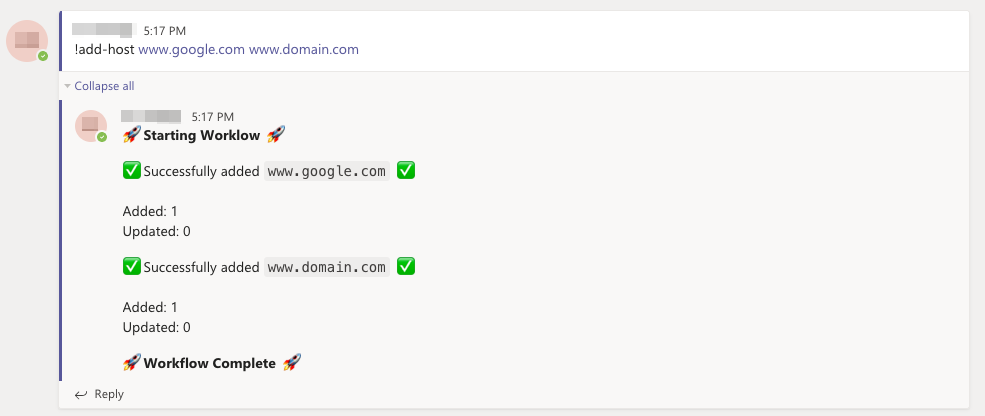 5:17 PM
!add-host www.google.com www.domain.com
Collapse all
5:17 PM
🚀 Starting Worklow 🚀
✅ Successfully added www.google.com ✅
Added: 1
Updated: 0
✅ Successfully added www.domain.com ✅
Added: 1
Updated: 0
🚀 Workflow Complete 🚀
Reply